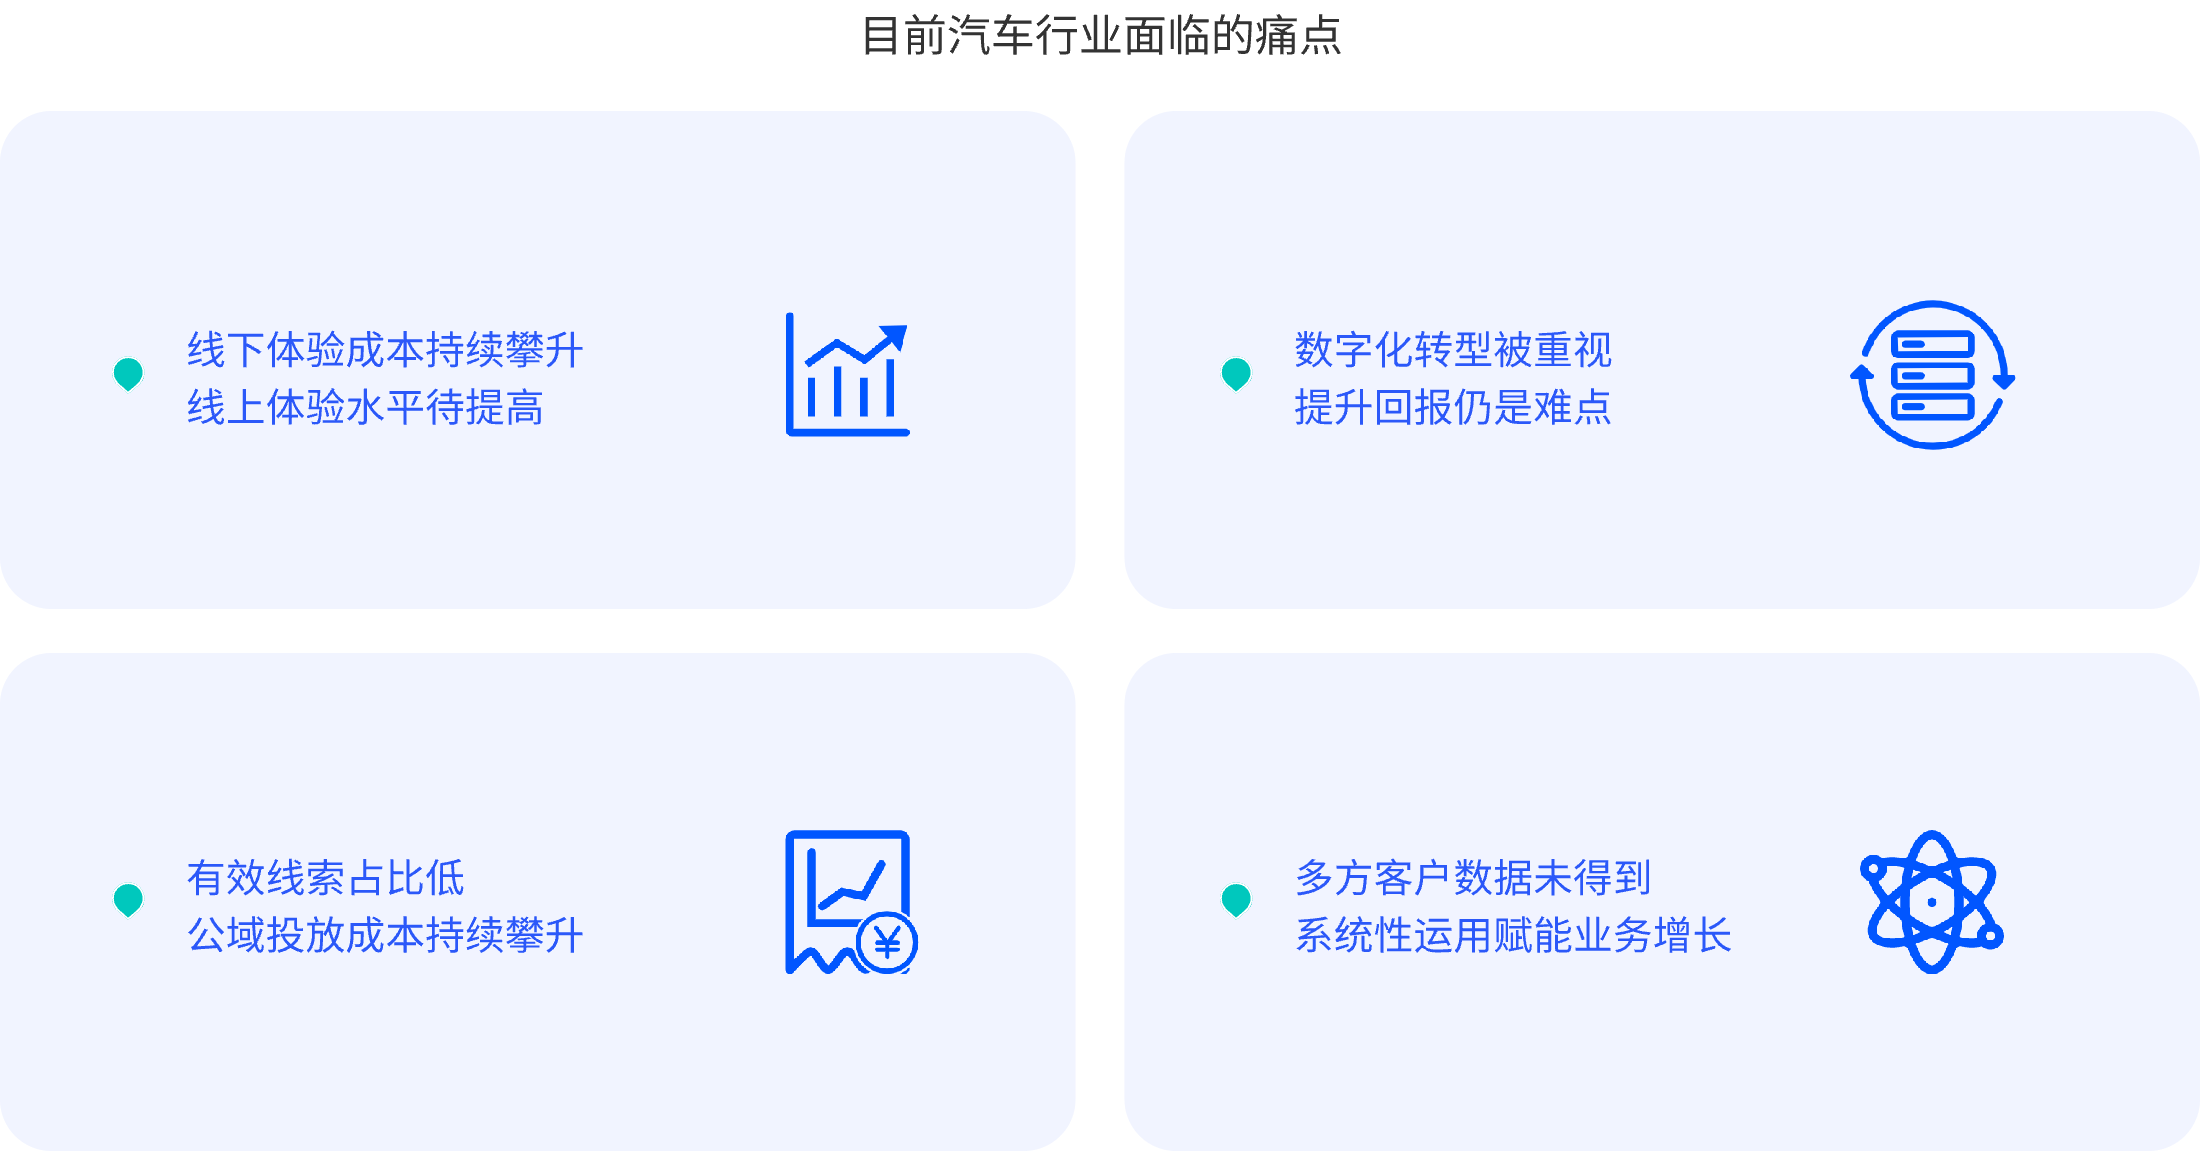 目前汽车行业面临的痛点
线下体验成本持续攀升
线上体验水平待提高
数字化转型被重视
提升回报仍是难点
有效线索占比低
公域投放成本持续攀升
多方客户数据未得到
系统性运用赋能业务增长